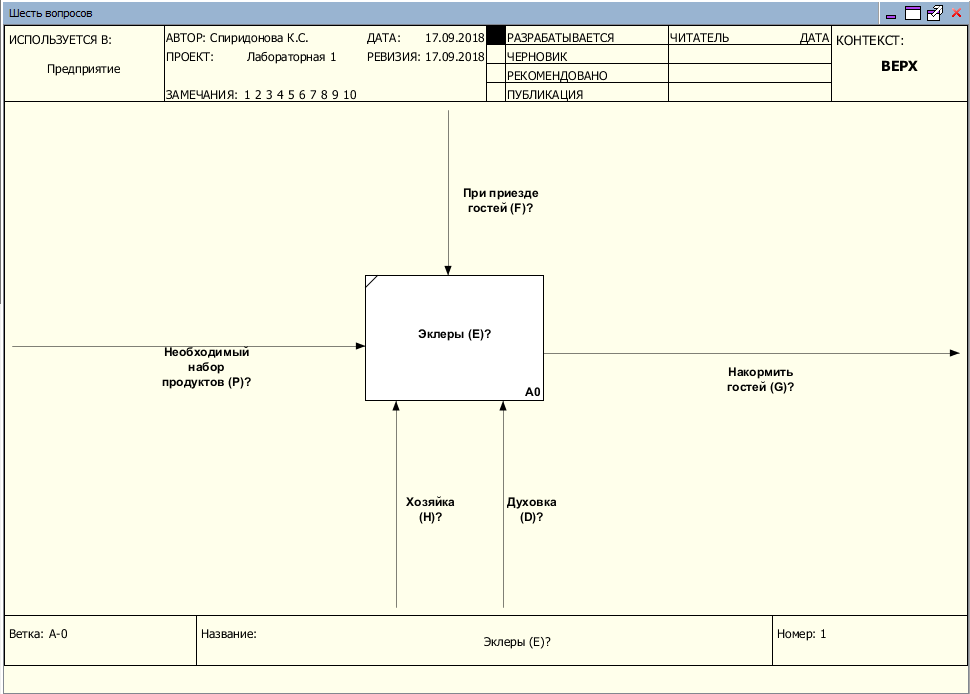 Шесть вопросов
ИСПОЛЬЗУЕТСЯ В:
Предприятие
АВТОР: Спиридонова К.С.
ДАТА: 17.09.2018
ПРОЕКТ: Лабораторная 1
РЕВИЗИЯ: 17.09.2018
ЗАМЕЧАНИЯ: 1 2 3 4 5 6 7 8 9 10
РАЗРАБАТЫВАЕТСЯ
ЧЕРНОВИК
РЕКОМЕНДОВАНО
ПУБЛИКАЦИЯ
ЧИТАТЕЛЬ ДАТА
КОНТЕКСТ:
ВЕРХ
При приезде
гостей (F)?
Эклеры (E)?
A0
Необходимый
набор
продуктов (P)?
Накормить
гостей (G)?
Хозяйка
(H)?
Духовка
(D)?
Ветка: A-0
Название:
Эклеры (E)?
Номер: 1